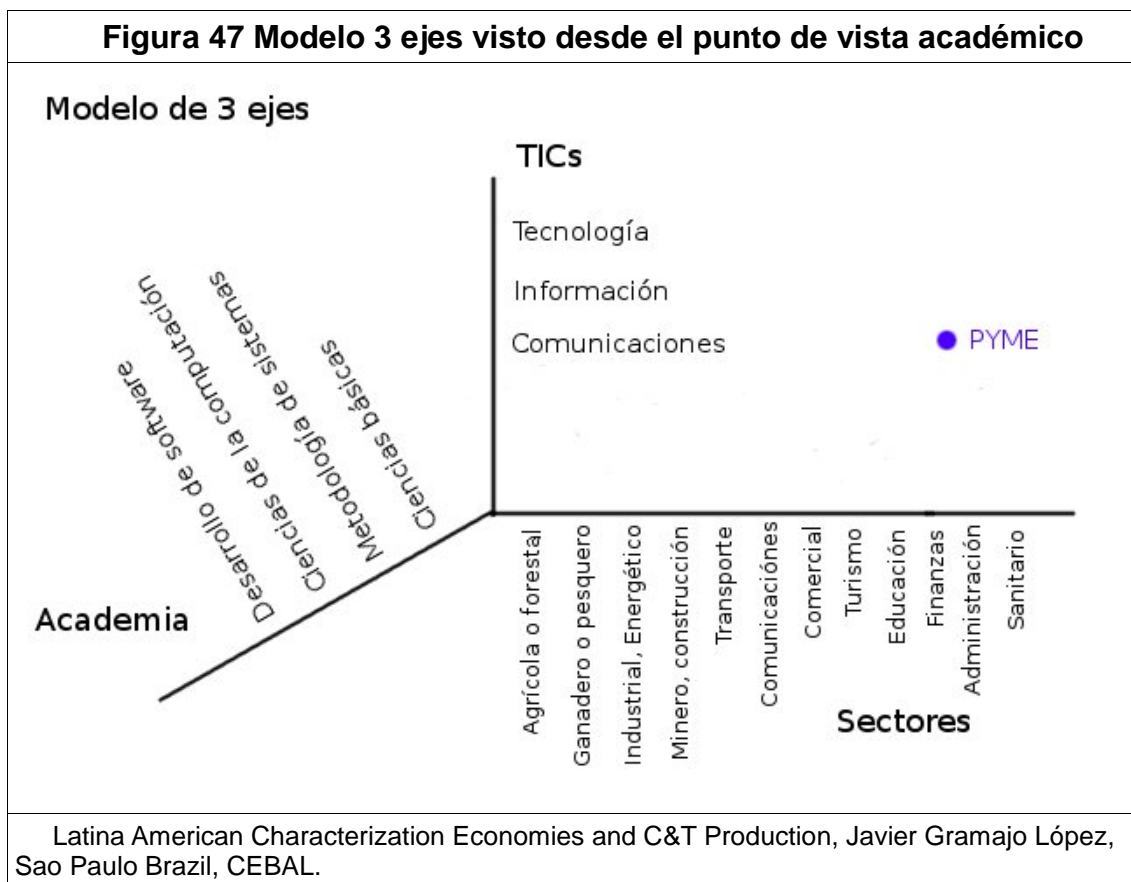 Figura 47 Modelo 3 ejes visto desde el punto de vista académico
Modelo de 3 ejes
TICs
Tecnología
Información
Comunicaciones
PYME
Desarrollo de software
Ciencias de la computación
Metodología de sistemas
Ciencias básicas
Academia
Agrícola o forestal
Ganadero o pesquero
Industrial, Energético
Minero, construcción
Transporte
Comunicaciónes
Comercial
Turismo
Educación
Finanzas
Administración
Sanitario
Sectores
Latina American Characterization Economies and C&T Production, Javier Gramajo López,
Sao Paulo Brazil, CEBAL.